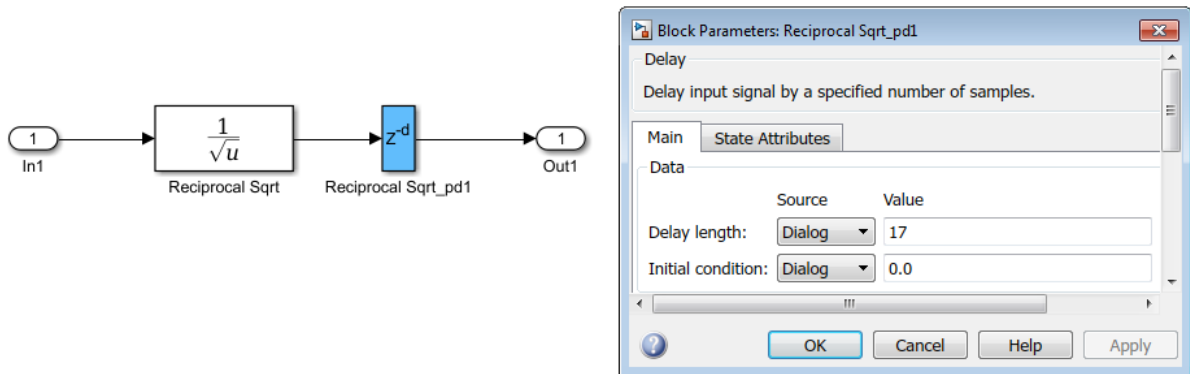 1
In1
1
√u
Reciprocal Sqrt
z-d
Reciprocal Sqrt_pd1
1
Out1
Block Parameters: Reciprocal Sqrt_pd1
Delay
Delay input signal by a specified number of samples.
Main State Attributes
Data
Source Value
Delay length: Dialog 17
Initial condition: Dialog 0.0
? OK Cancel Help Apply